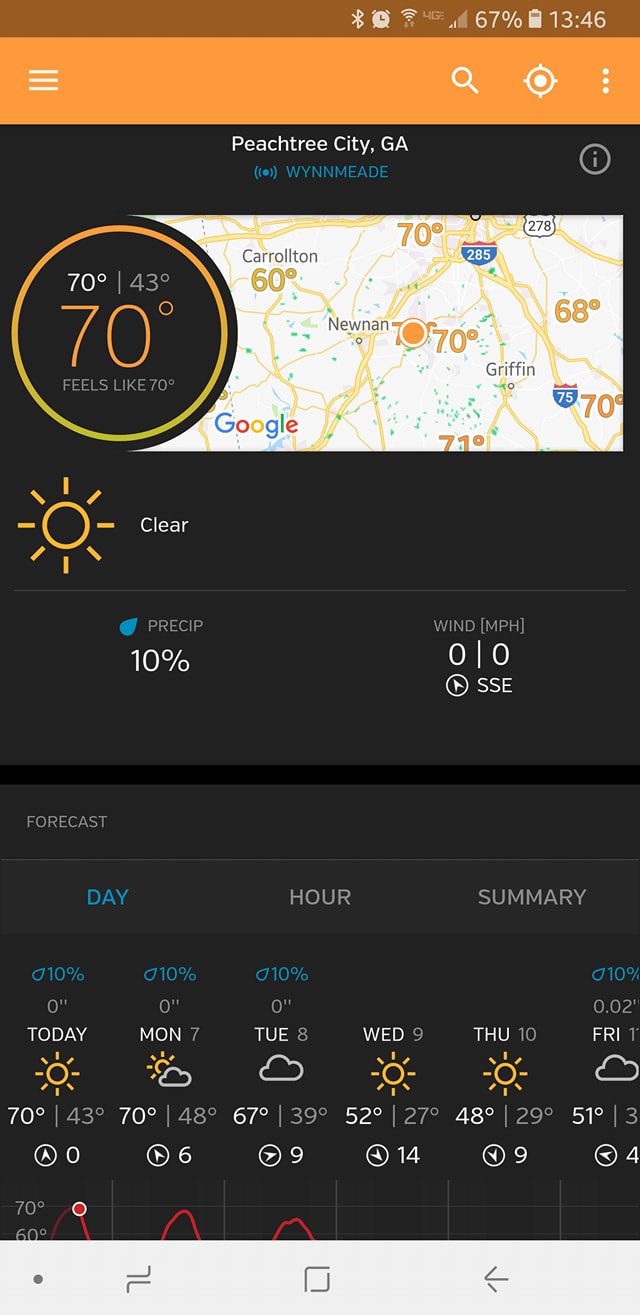 4GE 67% 13:46
Peachtree City, GA
WYNNMEADE
70° | 43°
70°
FEELS LIKE 70°
278
70°
285
Carrollton
60°
68°
Newnan
70°
Griffin
75
70°
Google
71°
Clear
PRECIP
10%
WIND [MPH]
0 | 0
SSE
FORECAST
DAY HOUR SUMMARY
10% 10% 10% 10%
0" 0" 0" 0.02"
TODAY MON 7 TUE 8 WED 9 THU 10 FRI
70° | 43° 70° | 48° 67° | 39° 52° | 27° 48° | 29° 51° | 3
0 6 9 14 9 4
70°
60°